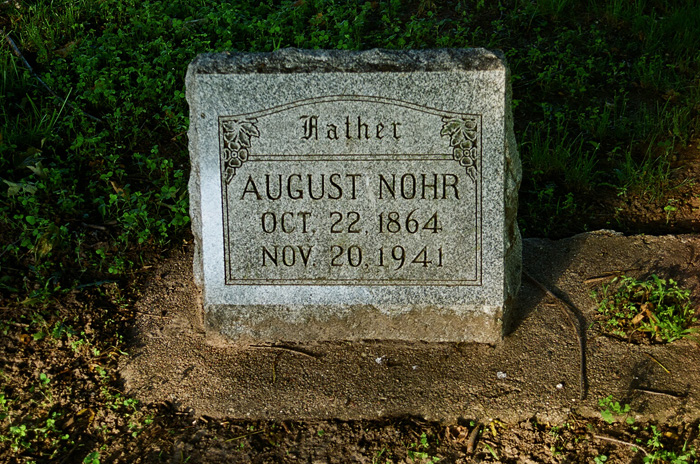 Father
AUGUST NOHR
OCT. 22, 1864
NOV. 20, 1941